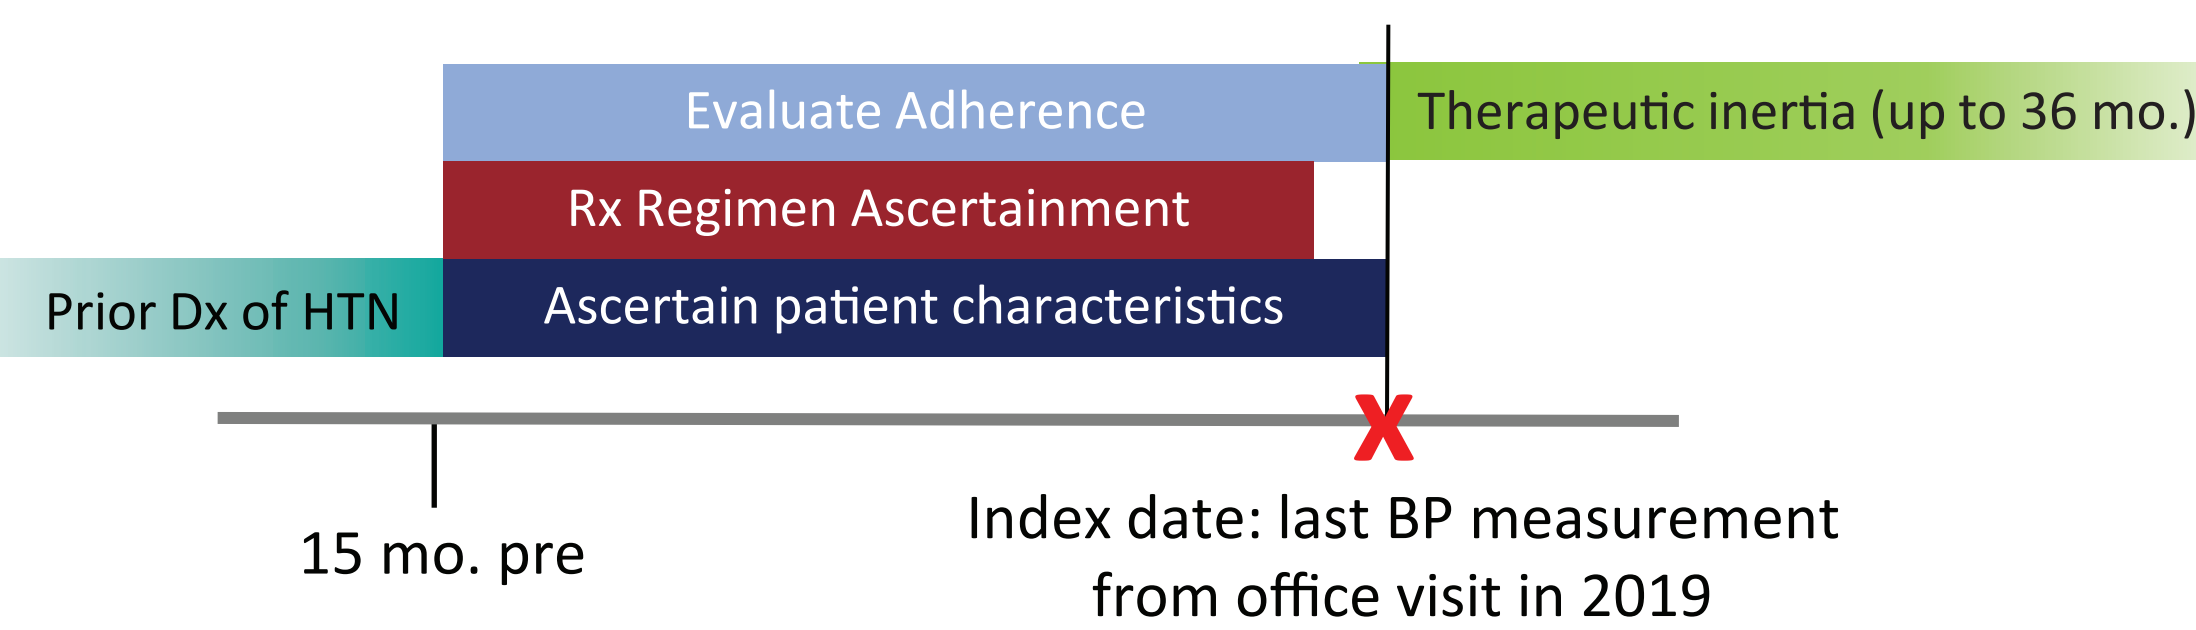 Evaluate Adherence
Therapeutic inertia (up to 36 mo.)
Rx Regimen Ascertainment
Prior Dx of HTN
Ascertain patient characteristics
X
15 mo. pre
Index date: last BP measurement
from office visit in 2019